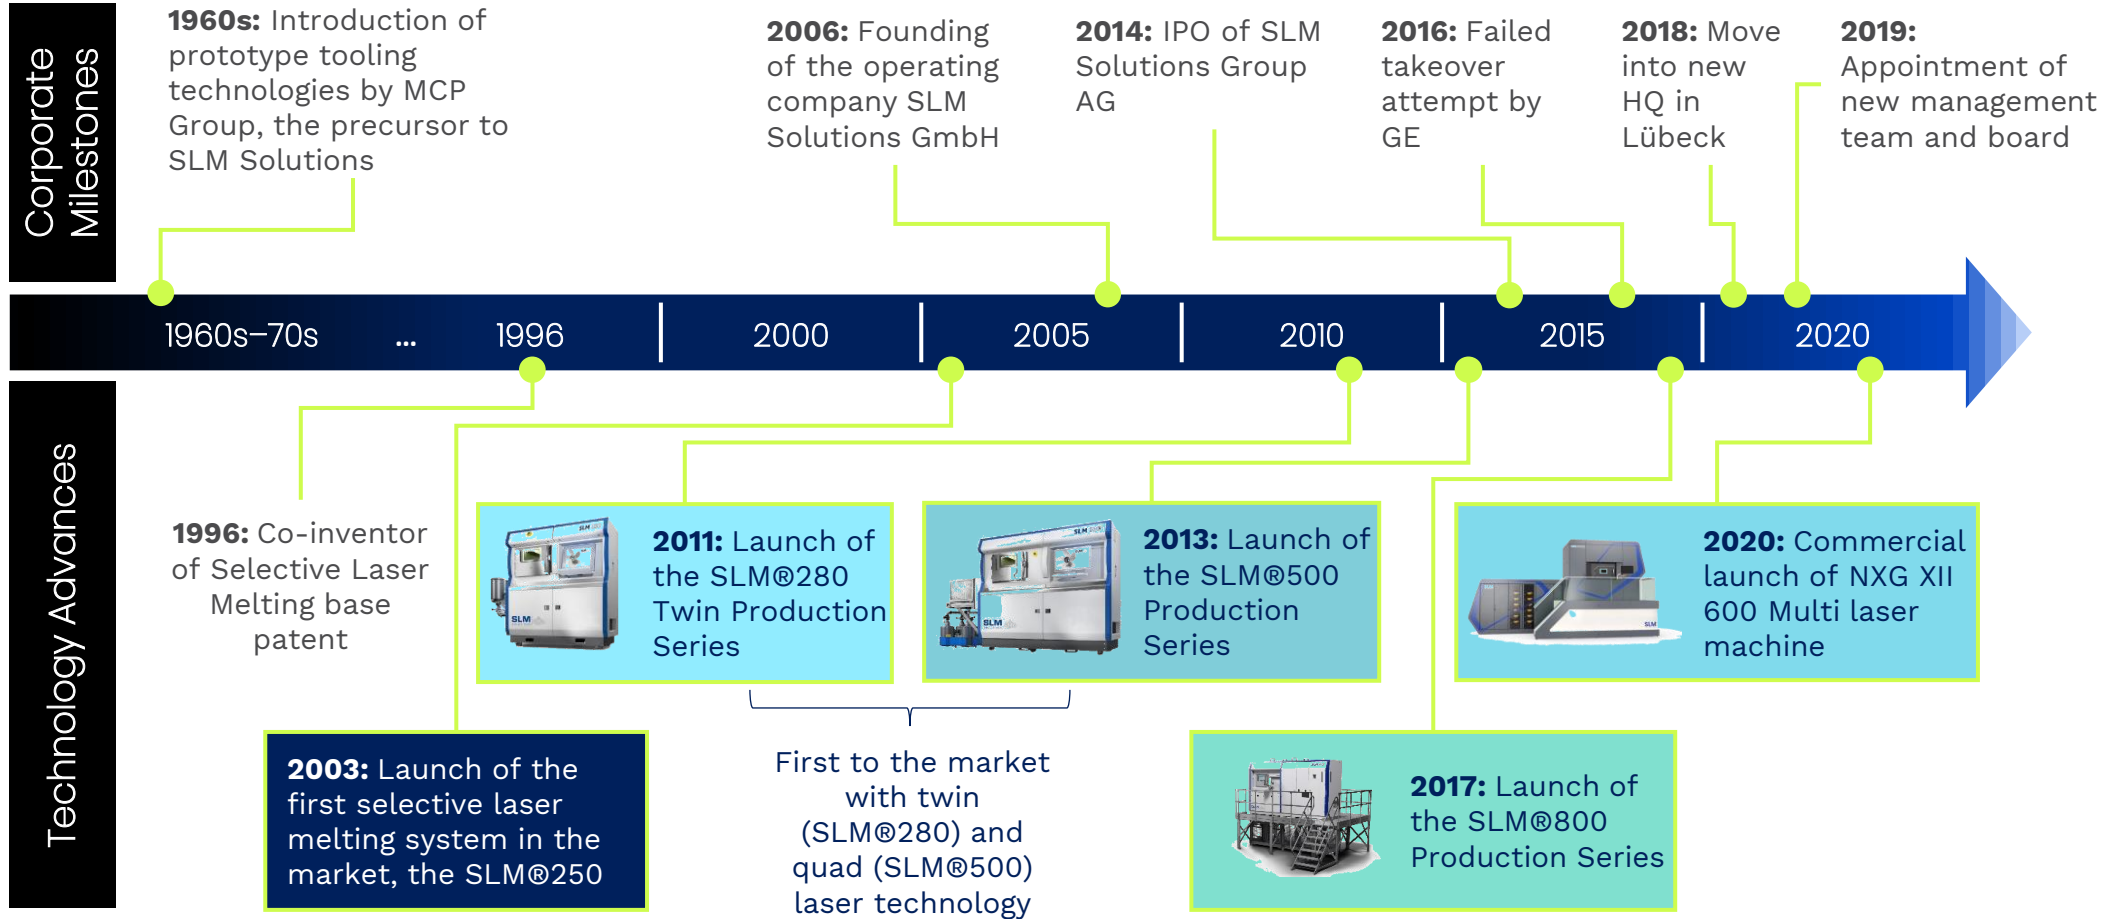 Corporate
Milestones
1960s: Introduction of
prototype tooling
technologies by MCP
Group, the precursor to
SLM Solutions
2006: Founding
of the operating
company SLM
Solutions GmbH
2014: IPO of SLM
Solutions Group
AG
2016: Failed
takeover
attempt by
GE
2018: Move
into new
HQ in
Lübeck
2019:
Appointment of
new management
team and board
1960s–70s ... 1996 2000 2005 2010 2015 2020
Technology Advances
1996: Co-inventor
of Selective Laser
Melting base
patent
2003: Launch of the
first selective laser
melting system in the
market, the SLM®250
SLM
SLM
2011: Launch of
the SLM®280
Twin Production
Series
SLM
SLM
2013: Launch of
the SLM®500
Production
Series
First to the market
with twin
(SLM®280) and
quad (SLM®500)
laser technology
2017: Launch of
the SLM®800
Production Series
SLM
2020: Commercial
launch of NXG XII
600 Multi laser
machine